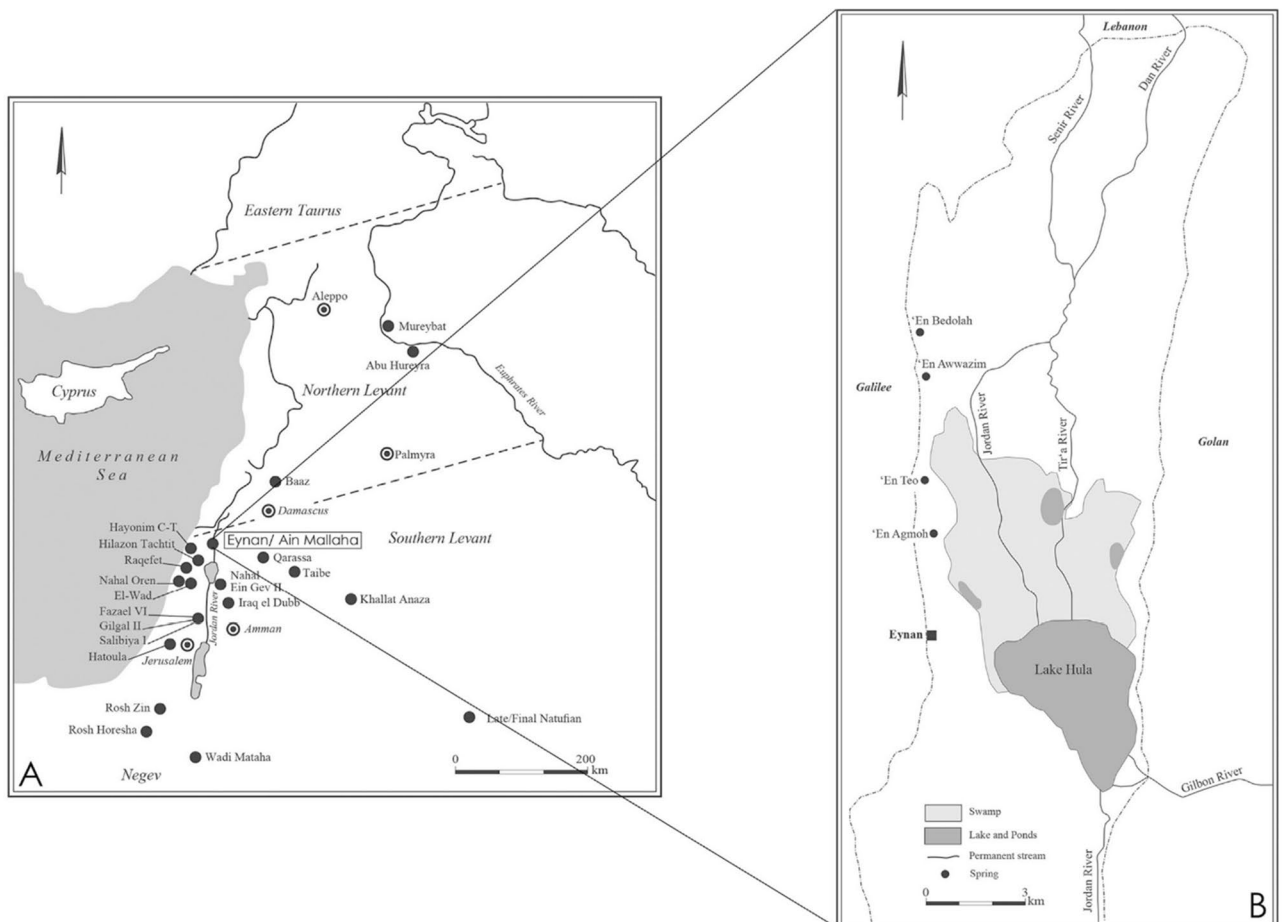 Eastern Taurus
Aleppo
Mureybat
Abu Hureyra
Cyprus
Northern Levant
Euphrates River
Mediterranean
Sea
Palmyra
Baaz
Damascus
Hayonim C-T
Eynan/ Ain Mallaha
Southern Levant
Hilazon Tachtit
Raqefet
Qarassa
Taibe
Nahal Oren
Nahal
Ein Gev II
El-Wad
Iraq el Dubb
Khallat Anaza
Fazael VI
Gilgal II
Jordan River
Amman
Salibiya I
Hatoula
Jerusalem
Rosh Zin
Late/Final Natufian
Rosh Horesha
Wadi Mataha
Negev
0 200
km
A
Lebanon
Senir River
Dan River
‘En Bedolah
‘En Awwazim
Galilee
Jordan River
Tir‘a River
Golan
‘En Teo
‘En Agmoh
Eynan
Lake Hula
Gilbon River
Swamp
Lake and Ponds
Permanent stream
Spring
0 3
km
Jordan River
B